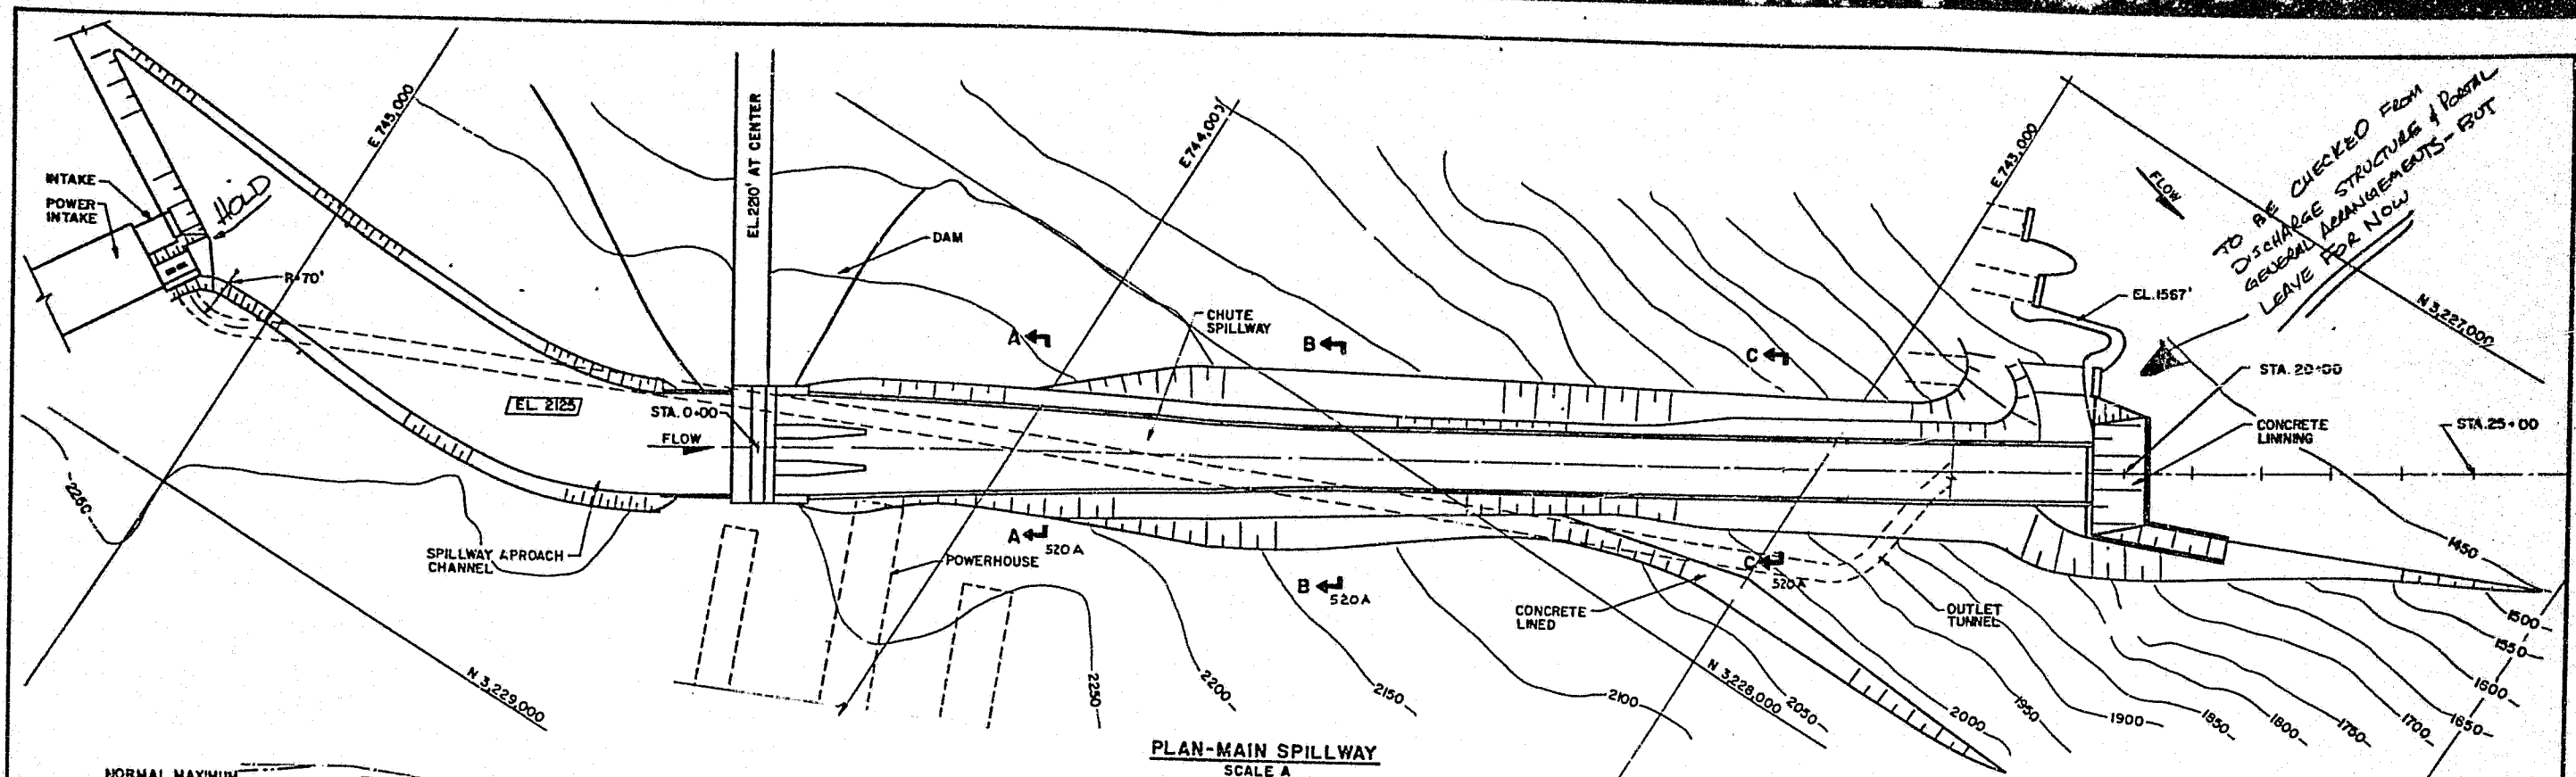 E 745,000
EL. 2210' AT CENTER
E 744,000
E 743,000
FLOW
TO BE CHECKED FROM
DISCHARGE STRUCTURE & PORTAL
GENERAL ARRANGEMENTS - BUT
LEAVE FOR NOW
INTAKE
POWER
INTAKE
HOLD
R=70'
DAM
CHUTE
SPILLWAY
A
B
C
EL. 1567'
N 3,227,000
STA. 20+00
CONCRETE
LINNING
STA. 25+00
EL. 2125
STA. 0+00
FLOW
2250
SPILLWAY APROACH
CHANNEL
A
520 A
POWERHOUSE
B
520A
C
520A
CONCRETE
LINED
OUTLET
TUNNEL
1450
1500
1550
1600
1650
1700
1750
1800
1850
1900
1950
2000
2050
N 3,228,000
2100
2150
2200
2250
N 3,229,000
PLAN-MAIN SPILLWAY
SCALE A
NORMAL MAXIMUM